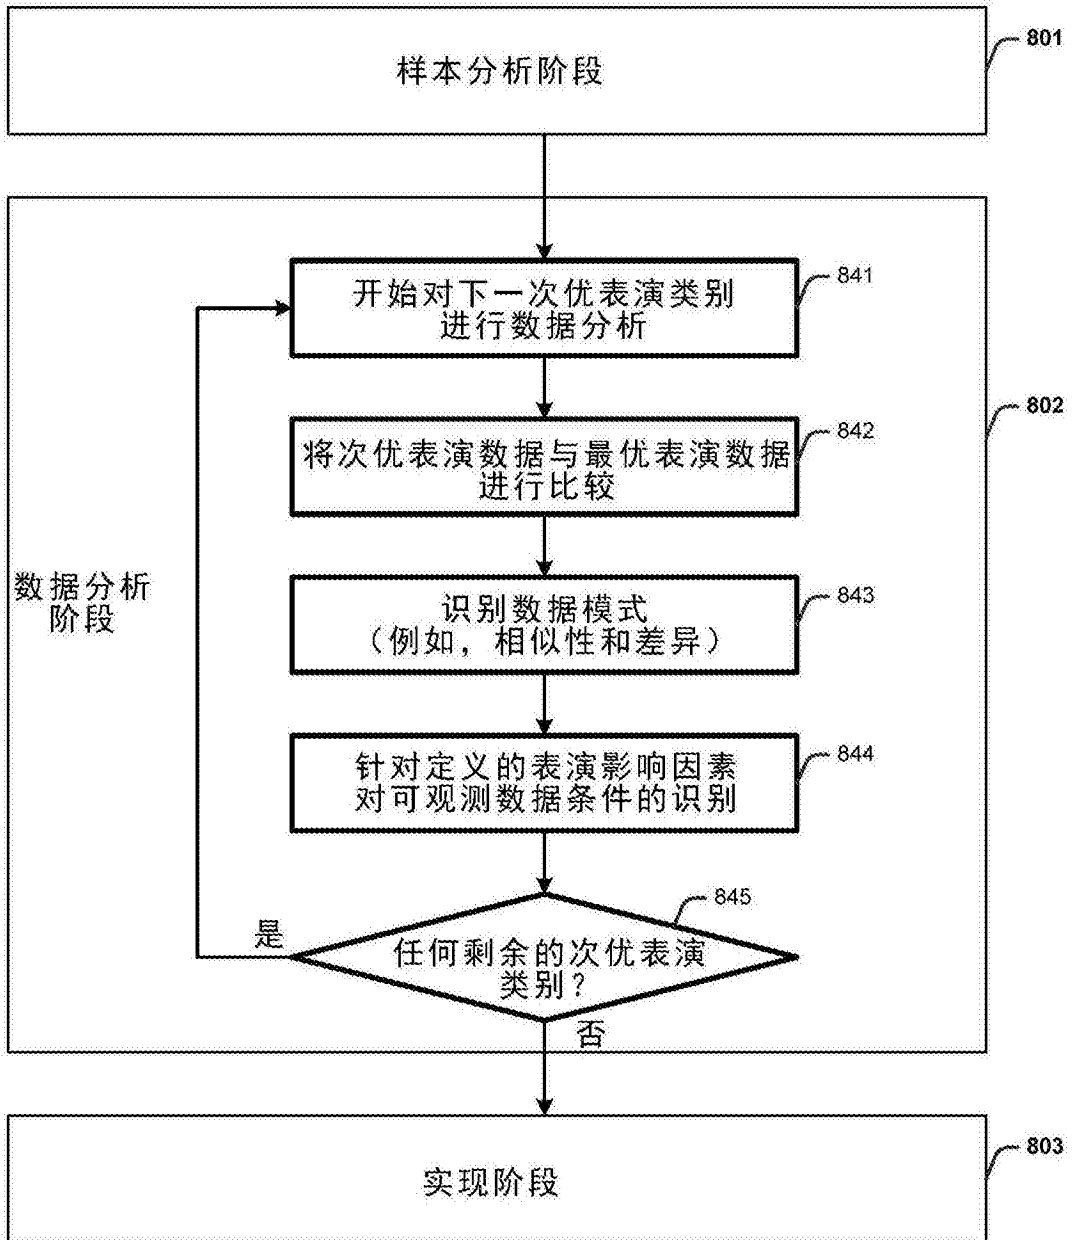 样本分析阶段
801
开始对下一次优表演类别
进行数据分析
841
802
将次优表演数据与最优表演数据
进行比较
842
数据分析
阶段
识别数据模式
（例如，相似性和差异）
843
针对定义的表演影响因素
对可观测数据条件的识别
844
845
是
任何剩余的次优表演
类别？
否
实现阶段
803